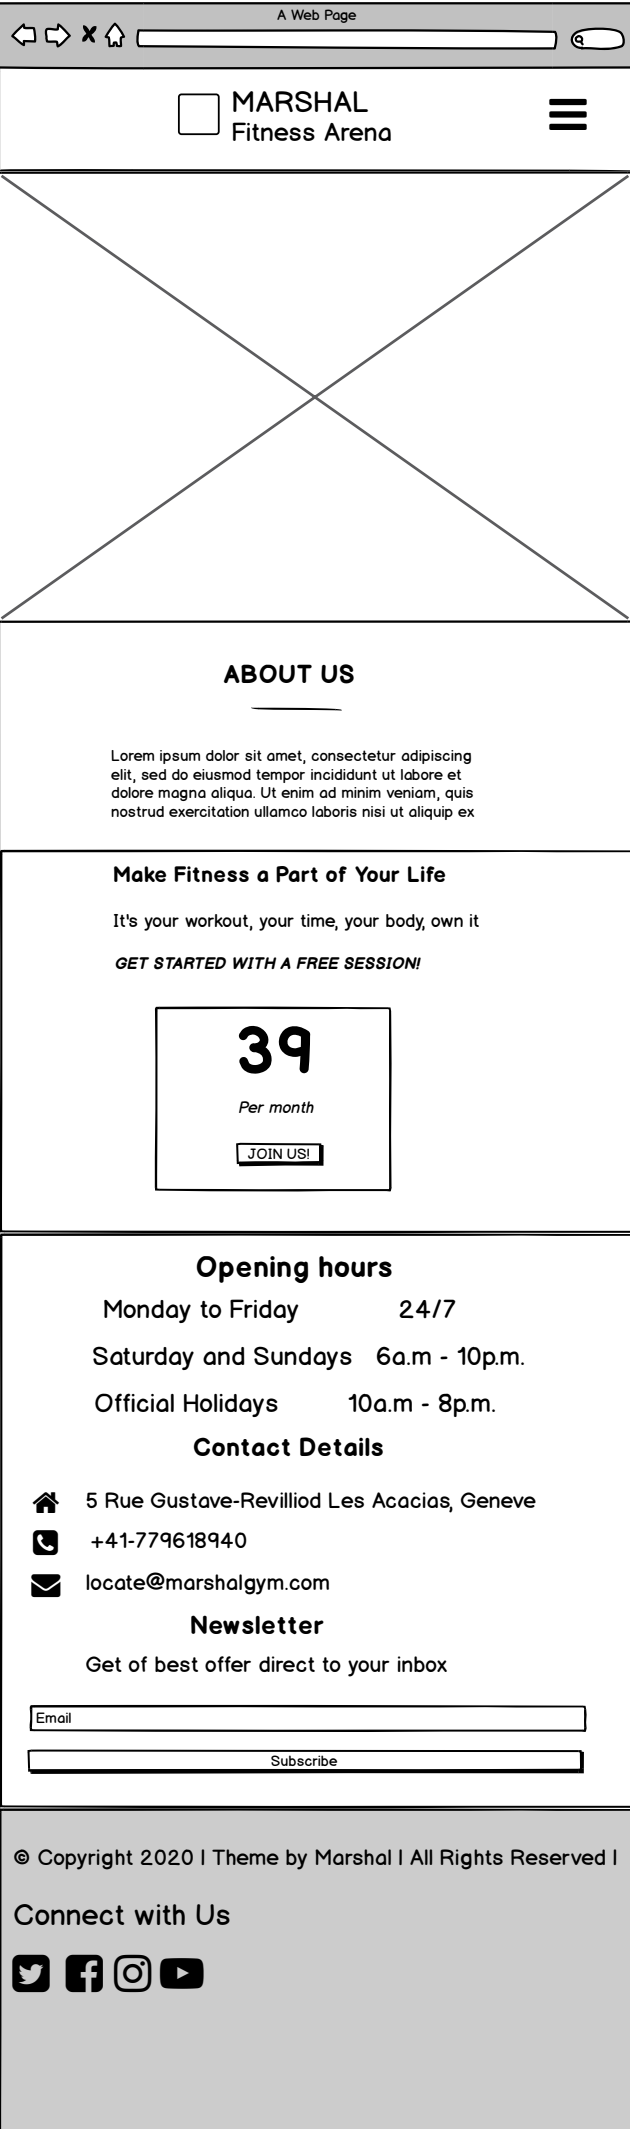 A Web Page
MARSHAL
Fitness Arena
ABOUT US
Lorem ipsum dolor sit amet, consectetur adipiscing
elit, sed do eiusmod tempor incididunt ut labore et
dolore magna aliqua. Ut enim ad minim veniam, quis
nostrud exercitation ullamco laboris nisi ut aliquip ex
Make Fitness a Part of Your Life
It's your workout, your time, your body, own it
GET STARTED WITH A FREE SESSION!
39
Per month
JOIN US!
Opening hours
Monday to Friday 24/7
Saturday and Sundays 6a.m - 10p.m.
Official Holidays 10a.m - 8p.m.
Contact Details
5 Rue Gustave-Revilliod Les Acacias, Geneve
+41-779618940
locate@marshalgym.com
Newsletter
Get of best offer direct to your inbox
Email
Subscribe
© Copyright 2020 | Theme by Marshal | All Rights Reserved |
Connect with Us